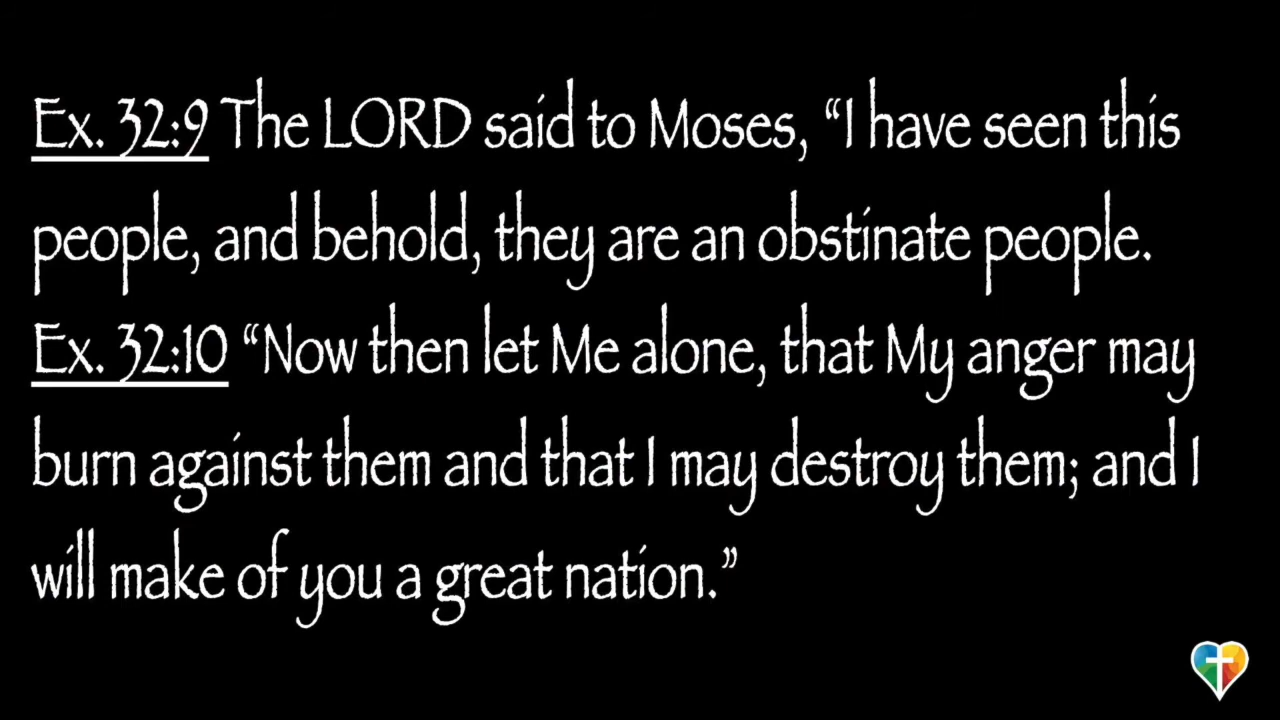 Ex. 32:9 The LORD said to Moses, “I have seen this
people, and behold, they are an obstinate people.
Ex. 32:10 “Now then let Me alone, that My anger may
burn against them and that I may destroy them; and I
will make of you a great nation.”